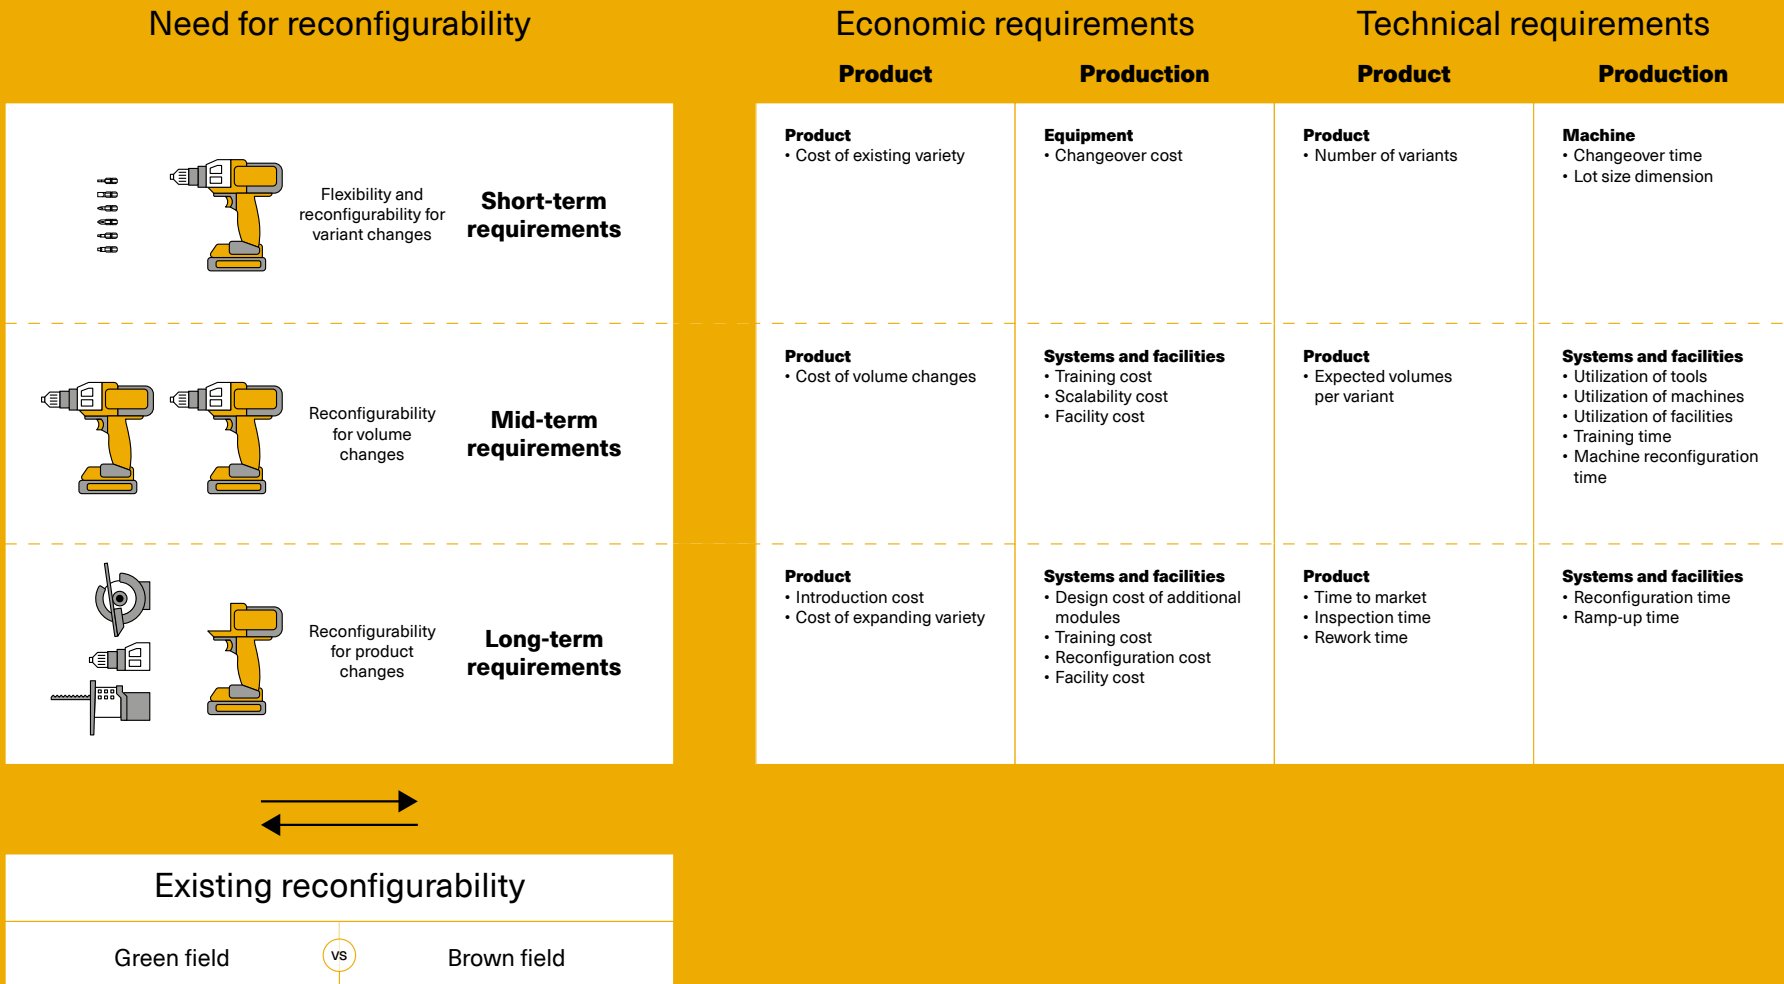 Need for reconfigurability
Economic requirements
Technical requirements
Product
Production
Product
Production
Flexibility and
reconfigurability for
variant changes
Short-term
requirements
Product
• Cost of existing variety
Equipment
• Changeover cost
Product
• Number of variants
Machine
• Changeover time
• Lot size dimension
Reconfigurability
for volume
changes
Mid-term
requirements
Product
• Cost of volume changes
Systems and facilities
• Training cost
• Scalability cost
• Facility cost
Product
• Expected volumes
per variant
Systems and facilities
• Utilization of tools
• Utilization of machines
• Utilization of facilities
• Training time
• Machine reconfiguration
time
Reconfigurability
for product
changes
Long-term
requirements
Product
• Introduction cost
• Cost of expanding variety
Systems and facilities
• Design cost of additional
modules
• Training cost
• Reconfiguration cost
• Facility cost
Product
• Time to market
• Inspection time
• Rework time
Systems and facilities
• Reconfiguration time
• Ramp-up time
Existing reconfigurability
Green field
VS
Brown field